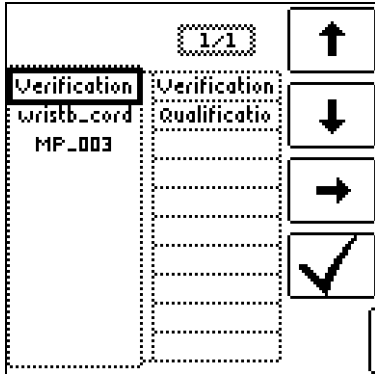 1/1
Verification
wristb_cord
MP_003
Verification
Qualificatio